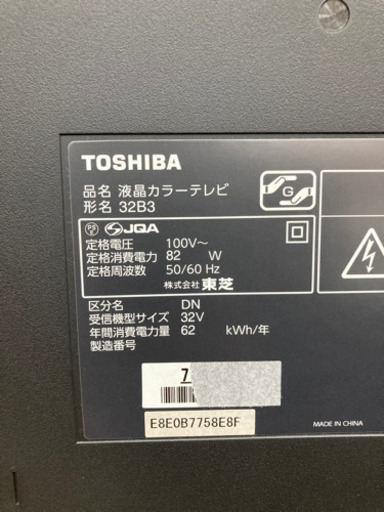 TOSHIBA
品名 液晶カラーテレビ
形名 32B3
G
PS E JQA
定格電圧 100V～
定格消費電力 82 W
定格周波数 50/60 Hz
株式会社 東芝
区分名 DN
受信機型サイズ 32V
年間消費電力量 62 kWh/年
製造番号
7
E8E0B7758E8F
MADE IN CHINA